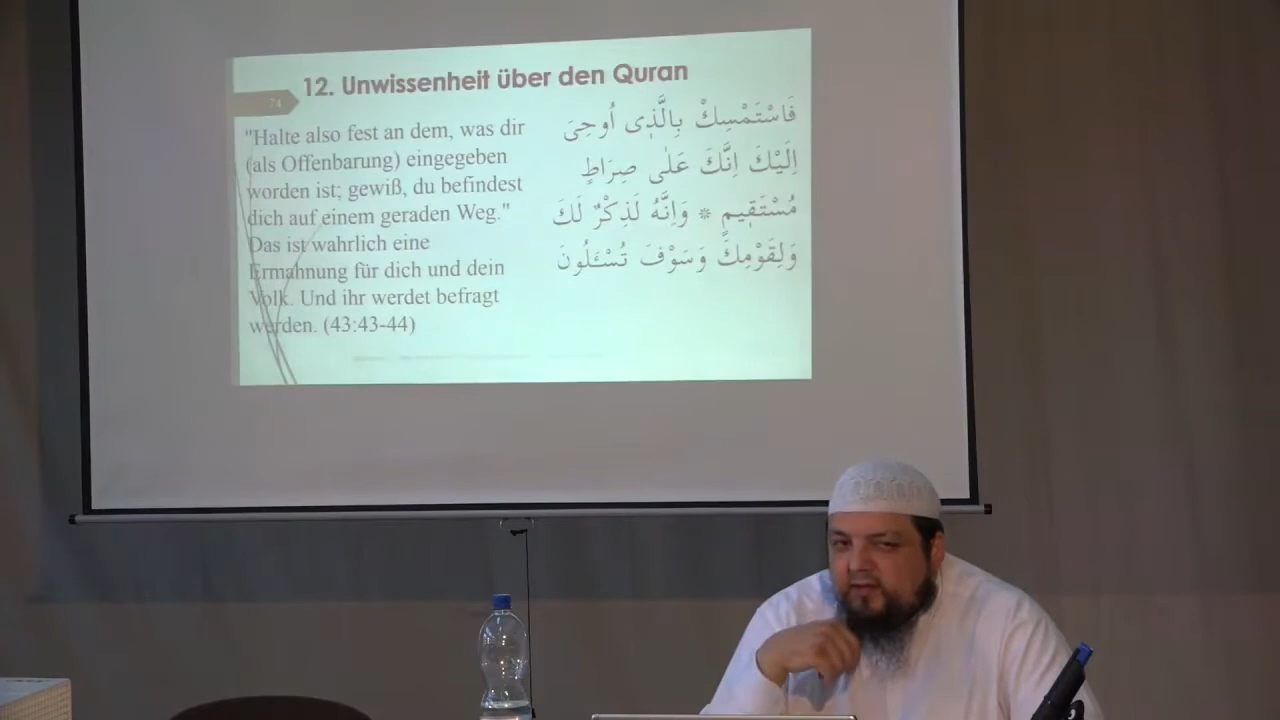 12. Unwissenheit über den Quran
74
"Halte also fest an dem, was dir
(als Offenbarung) eingegeben
worden ist; gewiß, du befindest
dich auf einem geraden Weg."
Das ist wahrlich eine
Ermahnung für dich und dein
Volk. Und ihr werdet befragt
werden. (43:43-44)
فَاسْتَمْسِكْ بِالَّذٖى اُوحِىَ
اِلَيْكَ اِنَّكَ عَلٰى صِرَاطٍ
مُسْتَقٖيمٍ * وَاِنَّهُ لَذِكْرٌ لَكَ
وَلِقَوْمِكَ وَسَوْفَ تُسْـَٔلُونَ